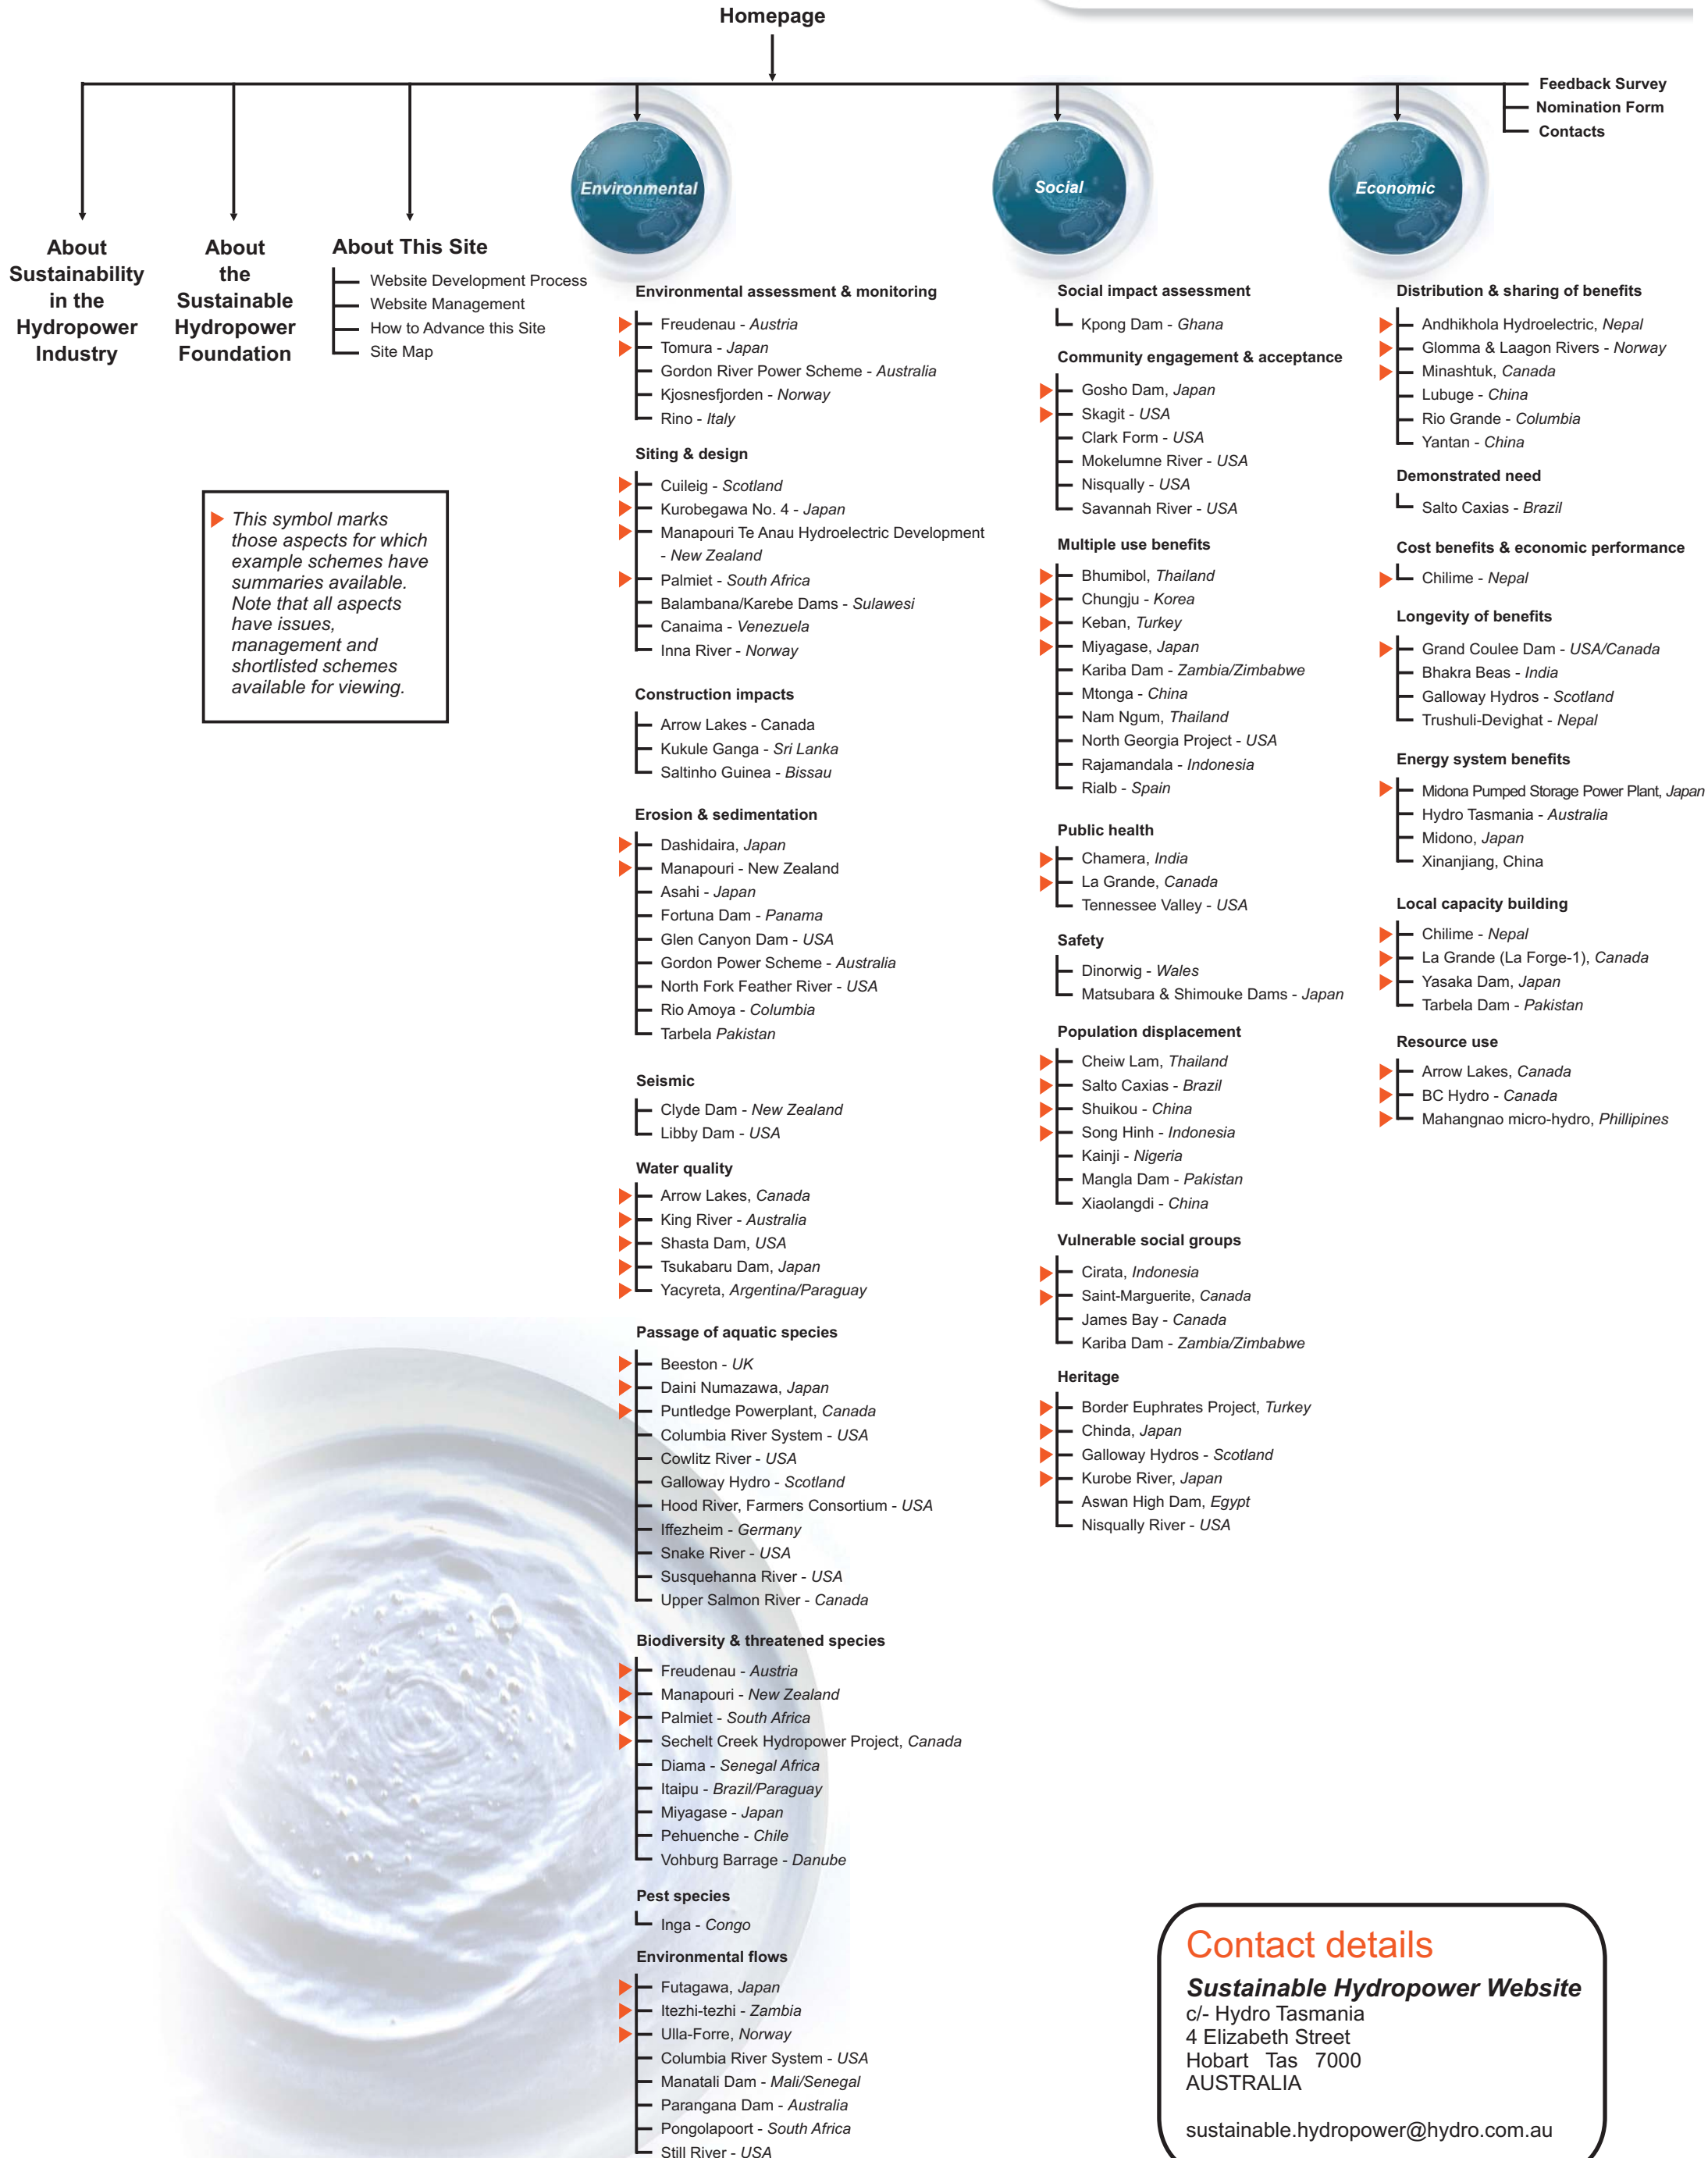 Homepage
Feedback Survey
Nomination Form
Contacts
About
Sustainability
in the
Hydropower
Industry
About
the
Sustainable
Hydropower
Foundation
About This Site
Website Development Process
Website Management
How to Advance this Site
Site Map
This symbol marks
those aspects for which
example schemes have
summaries available.
Note that all aspects
have issues,
management and
shortlisted schemes
available for viewing.
Environmental
Environmental assessment & monitoring
Freudenau - Austria
Tomura - Japan
Gordon River Power Scheme - Australia
Kjosnesfjorden - Norway
Rino - Italy
Siting & design
Cuileig - Scotland
Kurobegawa No. 4 - Japan
Manapouri Te Anau Hydroelectric Development
- New Zealand
Palmiet - South Africa
Balambana/Karebe Dams - Sulawesi
Canaima - Venezuela
Inna River - Norway
Construction impacts
Arrow Lakes - Canada
Kukule Ganga - Sri Lanka
Saltinho Guinea - Bissau
Erosion & sedimentation
Dashidaira, Japan
Manapouri - New Zealand
Asahi - Japan
Fortuna Dam - Panama
Glen Canyon Dam - USA
Gordon Power Scheme - Australia
North Fork Feather River - USA
Rio Amoya - Columbia
Tarbela Pakistan
Seismic
Clyde Dam - New Zealand
Libby Dam - USA
Water quality
Arrow Lakes, Canada
King River - Australia
Shasta Dam, USA
Tsukabaru Dam, Japan
Yacyreta, Argentina/Paraguay
Passage of aquatic species
Beeston - UK
Daini Numazawa, Japan
Puntledge Powerplant, Canada
Columbia River System - USA
Cowlitz River - USA
Galloway Hydro - Scotland
Hood River, Farmers Consortium - USA
Iffezheim - Germany
Snake River - USA
Susquehanna River - USA
Upper Salmon River - Canada
Biodiversity & threatened species
Freudenau - Austria
Manapouri - New Zealand
Palmiet - South Africa
Sechelt Creek Hydropower Project, Canada
Diama - Senegal Africa
Itaipu - Brazil/Paraguay
Miyagase - Japan
Pehuenche - Chile
Vohburg Barrage - Danube
Pest species
Inga - Congo
Environmental flows
Futagawa, Japan
Itezhi-tezhi - Zambia
Ulla-Forre, Norway
Columbia River System - USA
Manatali Dam - Mali/Senegal
Parangana Dam - Australia
Pongolapoort - South Africa
Still River - USA
Social
Social impact assessment
Kpong Dam - Ghana
Community engagement & acceptance
Gosho Dam, Japan
Skagit - USA
Clark Form - USA
Mokelumne River - USA
Nisqually - USA
Savannah River - USA
Multiple use benefits
Bhumibol, Thailand
Chungju - Korea
Keban, Turkey
Miyagase, Japan
Kariba Dam - Zambia/Zimbabwe
Mtonga - China
Nam Ngum, Thailand
North Georgia Project - USA
Rajamandala - Indonesia
Rialb - Spain
Public health
Chamera, India
La Grande, Canada
Tennessee Valley - USA
Safety
Dinorwig - Wales
Matsubara & Shimouke Dams - Japan
Population displacement
Cheiw Lam, Thailand
Salto Caxias - Brazil
Shuikou - China
Song Hinh - Indonesia
Kainji - Nigeria
Mangla Dam - Pakistan
Xiaolangdi - China
Vulnerable social groups
Cirata, Indonesia
Saint-Marguerite, Canada
James Bay - Canada
Kariba Dam - Zambia/Zimbabwe
Heritage
Border Euphrates Project, Turkey
Chinda, Japan
Galloway Hydros - Scotland
Kurobe River, Japan
Aswan High Dam, Egypt
Nisqually River - USA
Economic
Distribution & sharing of benefits
Andhikhola Hydroelectric, Nepal
Glomma & Laagon Rivers - Norway
Minashtuk, Canada
Lubuge - China
Rio Grande - Columbia
Yantan - China
Demonstrated need
Salto Caxias - Brazil
Cost benefits & economic performance
Chilime - Nepal
Longevity of benefits
Grand Coulee Dam - USA/Canada
Bhakra Beas - India
Galloway Hydros - Scotland
Trushuli-Devighat - Nepal
Energy system benefits
Midona Pumped Storage Power Plant, Japan
Hydro Tasmania - Australia
Midono, Japan
Xinanjiang, China
Local capacity building
Chilime - Nepal
La Grande (La Forge-1), Canada
Yasaka Dam, Japan
Tarbela Dam - Pakistan
Resource use
Arrow Lakes, Canada
BC Hydro - Canada
Mahangnao micro-hydro, Phillipines
Contact details
Sustainable Hydropower Website
c/- Hydro Tasmania
4 Elizabeth Street
Hobart Tas 7000
AUSTRALIA
sustainable.hydropower@hydro.com.au